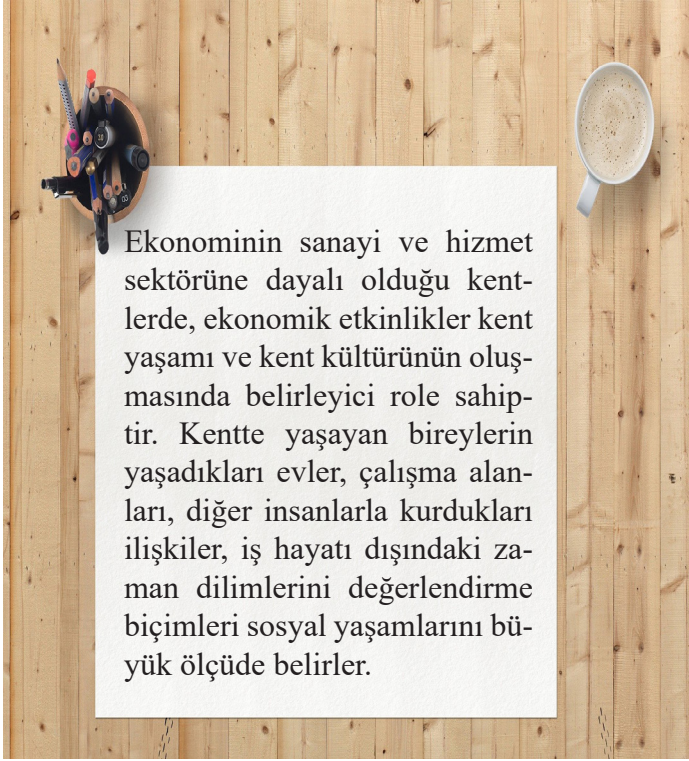 Ekonominin sanayi ve hizmet
sektörüne dayalı olduğu kent-
lerde, ekonomik etkinlikler kent
yaşamı ve kent kültürünün oluş-
masında belirleyici role sahip-
tir. Kentte yaşayan bireylerin
yaşadıkları evler, çalışma alan-
ları, diğer insanlarla kurdukları
ilişkiler, iş hayatı dışındaki za-
man dilimlerini değerlendirme
biçimleri sosyal yaşamlarını bü-
yük ölçüde belirler.